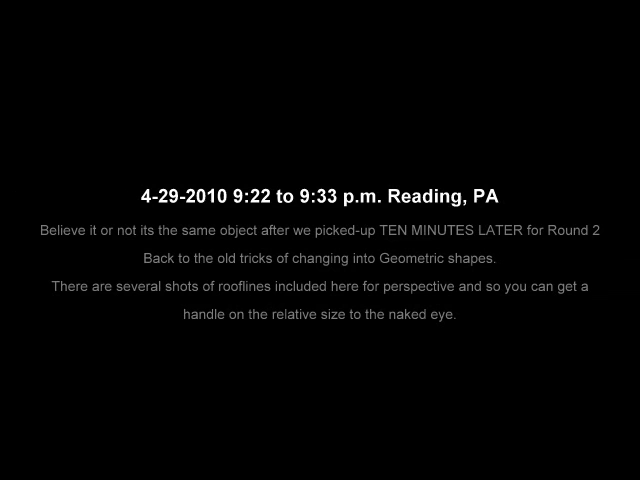 4-29-2010 9:22 to 9:33 p.m. Reading, PA
Believe it or not its the same object after we picked-up TEN MINUTES LATER for Round 2
Back to the old tricks of changing into Geometric shapes.
There are several shots of rooflines included here for perspective and so you can get a
handle on the relative size to the naked eye.